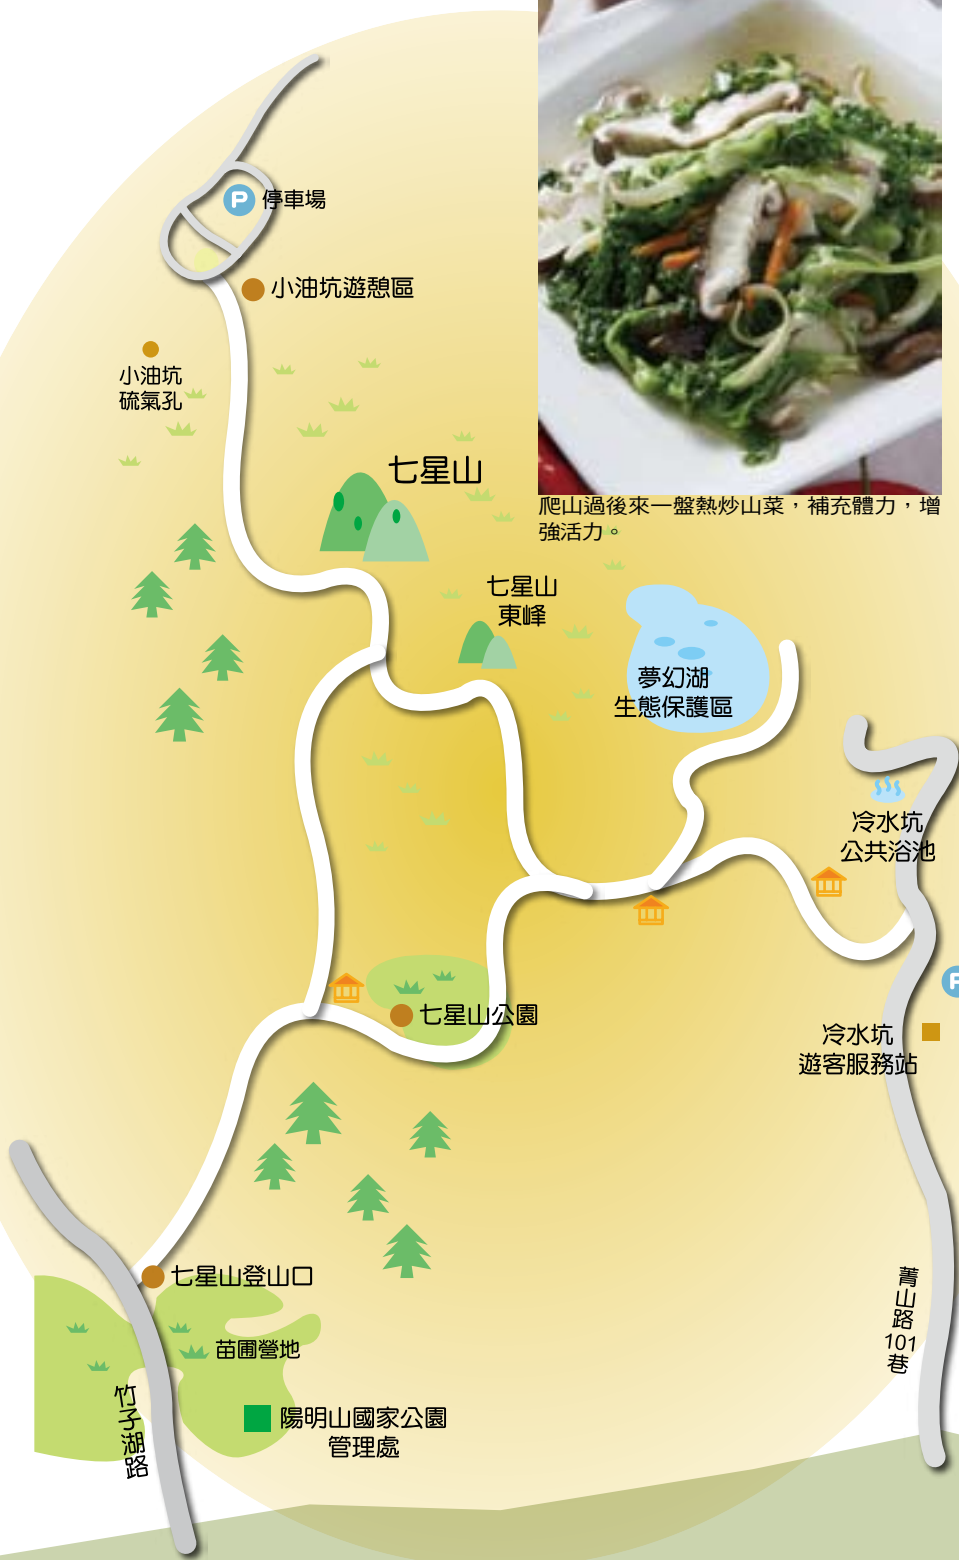 P 停車場
小油坑遊憩區
小油坑
硫氣孔
七星山
爬山過後來一盤熱炒山菜，補充體力，增
強活力。
七星山
東峰
夢幻湖
生態保護區
冷水坑
公共浴池
P
七星山公園
冷水坑
遊客服務站
七星山登山口
菁山路101巷
苗圃營地
竹子湖路
陽明山國家公園
管理處